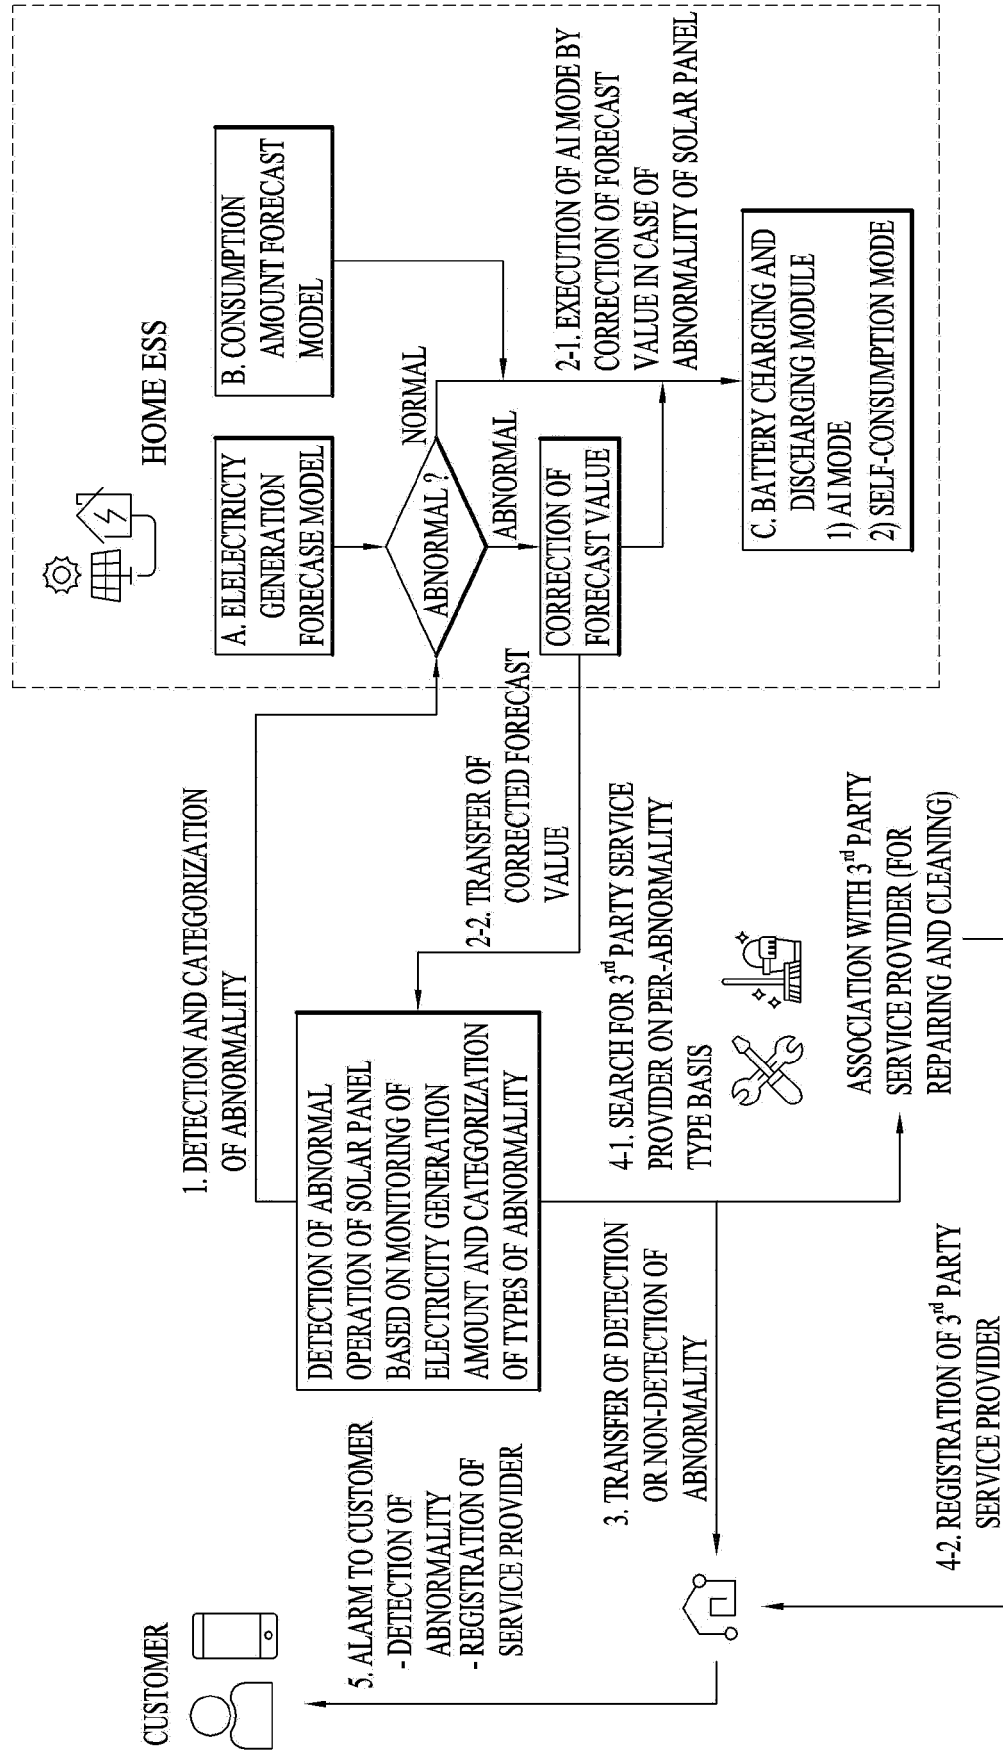 CUSTOMER
5. ALARM TO CUSTOMER
- DETECTION OF
ABNORMALITY
- REGISTRATION OF
SERVICE PROVIDER
1. DETECTION AND CATEGORIZATION
OF ABNORMALITY
DETECTION OF ABNORMAL
OPERATION OF SOLAR PANEL
BASED ON MONITORING OF
ELECTRICITY GENERATION
AMOUNT AND CATEGORIZATION
OF TYPES OF ABNORMALITY
2-2. TRANSFER OF
CORRECTED FORECAST
VALUE
3. TRANSFER OF DETECTION
OR NON-DETECTION OF
ABNORMALITY
4-1. SEARCH FOR 3rd PARTY SERVICE
PROVIDER ON PER-ABNORMALITY
TYPE BASIS
ASSOCIATION WITH 3rd PARTY
SERVICE PROVIDER (FOR
REPAIRING AND CLEANING)
4-2. REGISTRATION OF 3rd PARTY
SERVICE PROVIDER
HOME ESS
A. ELELECTRICTY
GENERATION
FORECASE MODEL
B. CONSUMPTION
AMOUNT FORECAST
MODEL
ABNORMAL ?
NORMAL
ABNORMAL
CORRECTION OF
FORECAST VALUE
2-1. EXECUTION OF AI MODE BY
CORRECTION OF FORECAST
VALUE IN CASE OF
ABNORMALITY OF SOLAR PANEL
C. BATTERY CHARGING AND
DISCHARGING MODULE
1) AI MODE
2) SELF-CONSUMPTION MODE